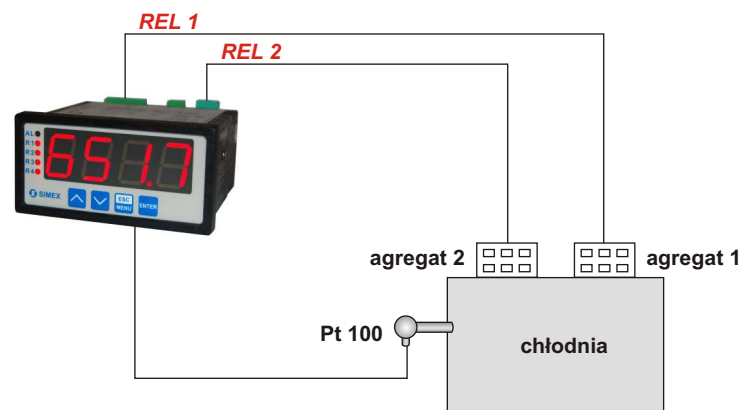 REL 1
REL 2
AL
R1
R2
R3
R4
651.7
SIMEX
ESC
MENU
ENTER
agregat 2
agregat 1
Pt 100
chłodnia